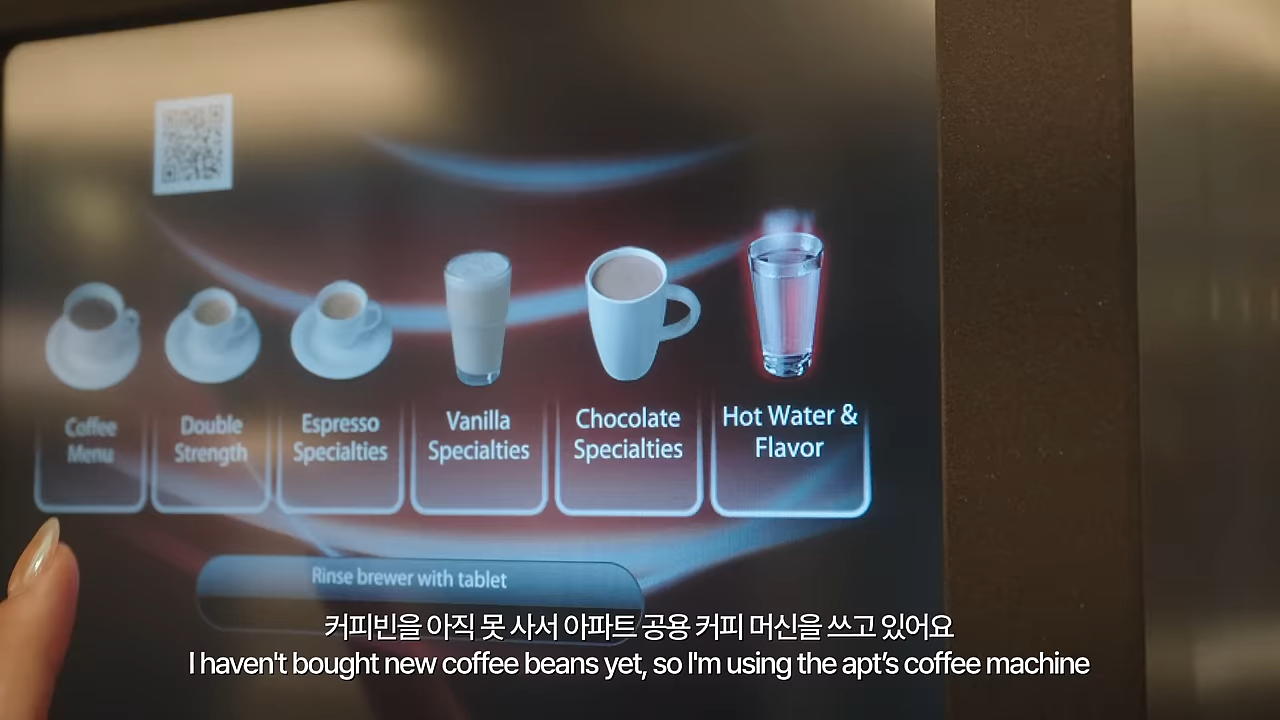 Coffee
Menu
Double
Strength
Espresso
Specialties
Vanilla
Specialties
Chocolate
Specialties
Hot Water &
Flavor
Rinse brewer with tablet
커피빈을 아직 못 사서 아파트 공용 커피 머신을 쓰고 있어요
I haven't bought new coffee beans yet, so I'm using the apt’s coffee machine